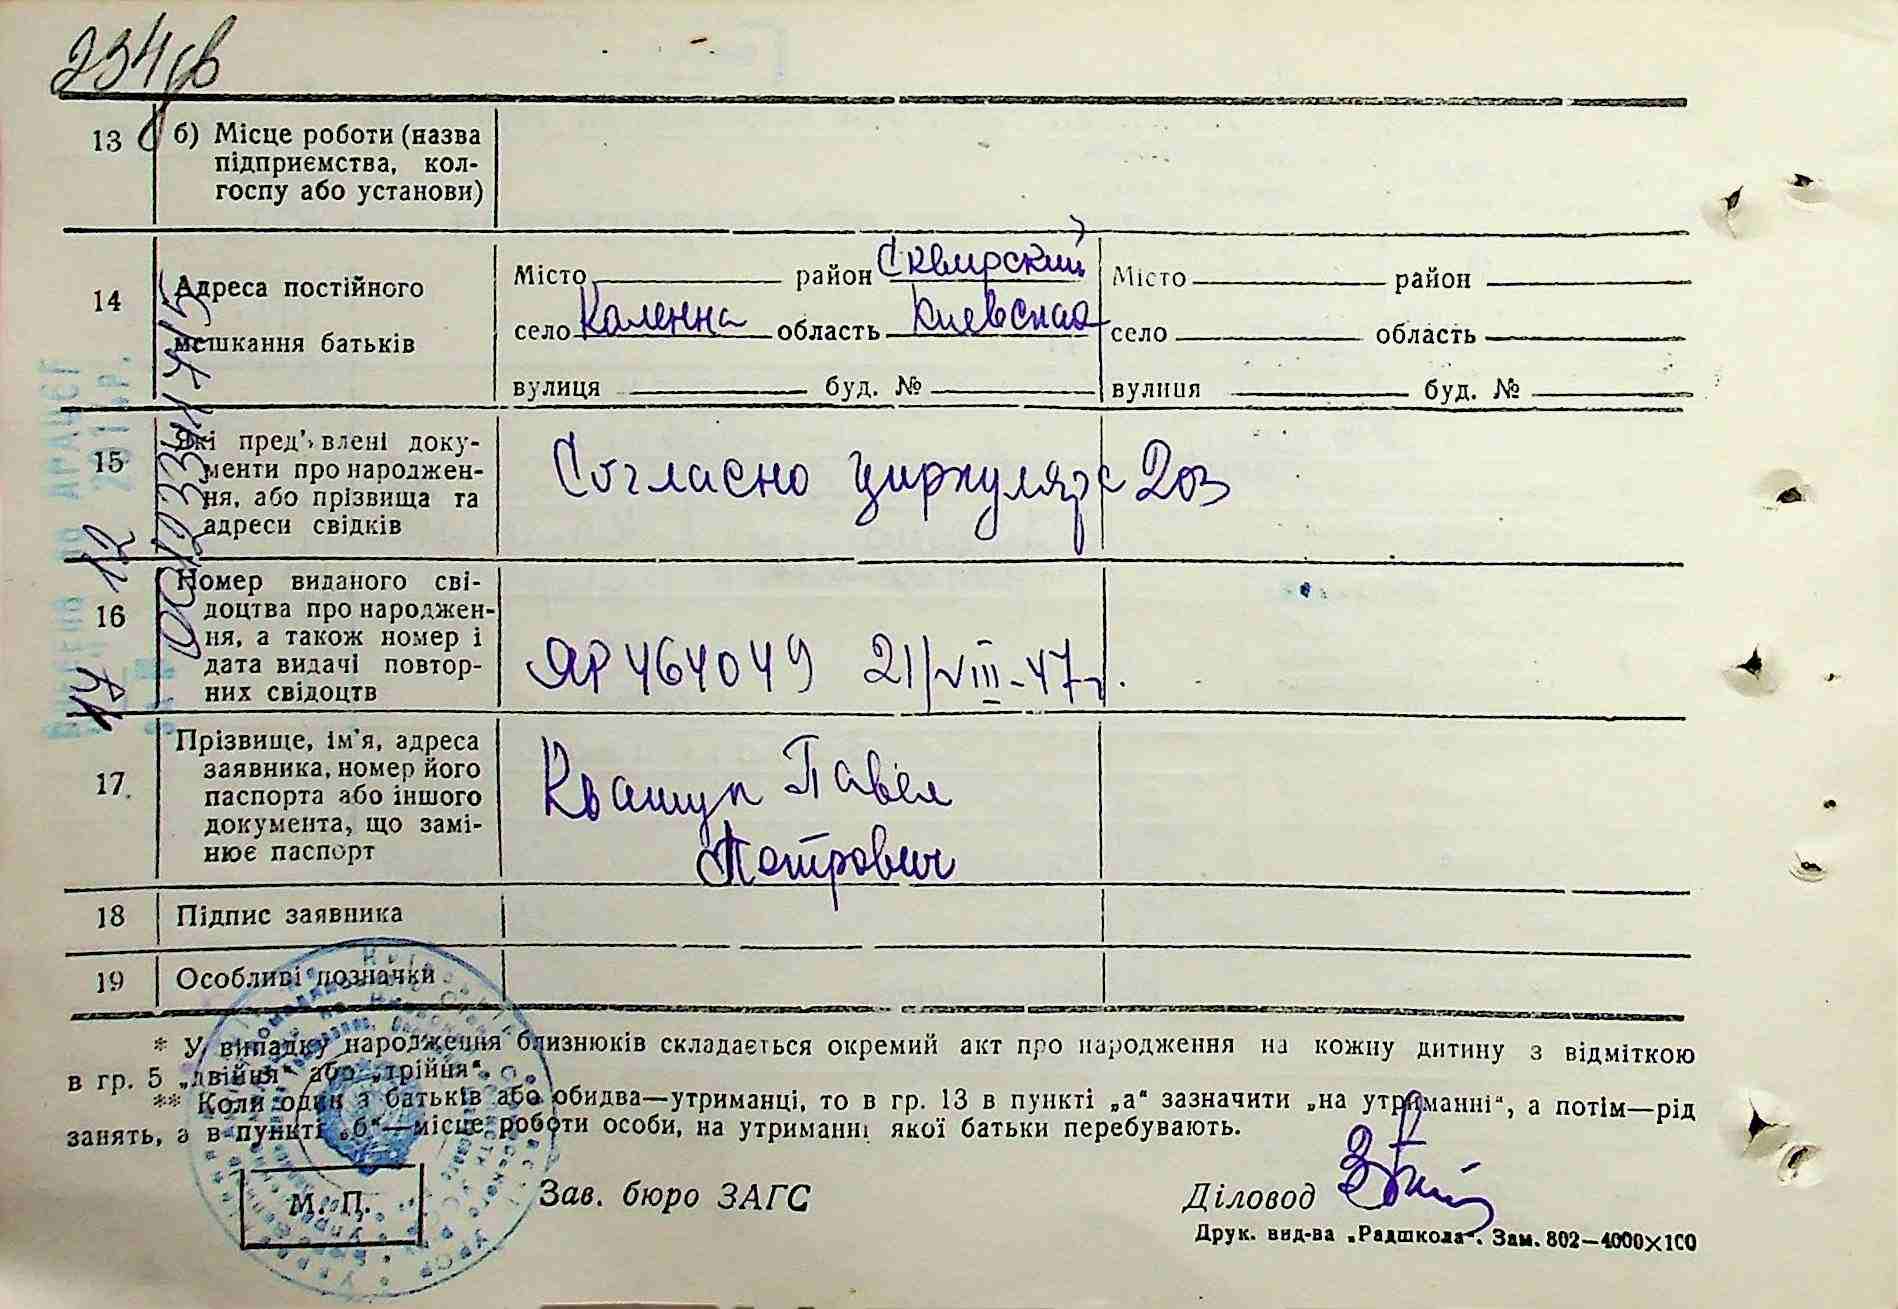 234зв
13 б) Місце роботи (назва
підприємства, кол-
госпу або установи)
14 Адреса постійного
мешкання батьків
Місто район Сквирский
село Каленна область Киевская
вулиця буд. №
Місто район
село область
вулиця буд. №
15 Які пред'явлені доку-
менти про народжен-
ня, або прізвища та
адреси свідків
Согласно циркуляра 203
16 Номер виданого сві-
доцтва про народжен-
ня, а також номер і
дата видачі повтор-
них свідоцтв
ЯР 464049 21/VIII-47г.
17 Прізвище, ім'я, адреса
заявника, номер його
паспорта або іншого
документа, що замі-
нює паспорт
Квашук Павел
Петрович
18 Підпис заявника
19 Особливі позначки
* У випадку народження близнюків складається окремий акт про народження на кожну дитину з відміткою
в гр. 5 „двійня“ або „трійня“.
** Коли один з батьків або обидва—утриманці, то в гр. 13 в пункті „а“ зазначити „на утриманні“, а потім—рід
занять, а в пункті „б“—місце роботи особи, на утриманні якої батьки перебувають.
М. П.
Зав. бюро ЗАГС
Діловод
Друк. вид-ва „Радшкола“. Зам. 802—4000×100